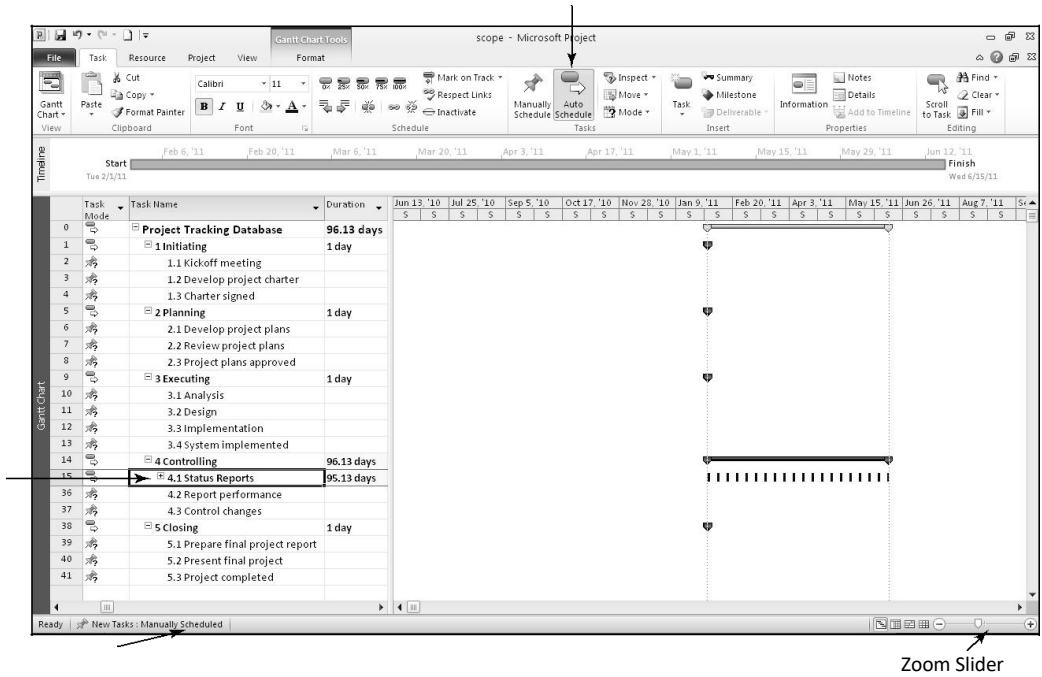 Gantt Chart Tools
scope - Microsoft Project
File Task Resource Project View Format
Cut
Copy
Format Painter
Paste
Gantt Chart
Calibri 11
B I U A
0% 25% 50% 75% 100%
Mark on Track
Respect Links
Inactivate
Manually Schedule
Auto Schedule
Inspect
Move
Mode
Task
Summary
Milestone
Deliverable
Information
Notes
Details
Add to Timeline
Scroll to Task
Find
Clear
Fill
View Clipboard Font Schedule Tasks Insert Properties Editing
Timeline
Feb 6, '11 Feb 20, '11 Mar 6, '11 Mar 20, '11 Apr 3, '11 Apr 17, '11 May 1, '11 May 15, '11 May 29, '11 Jun 12, '11
Start Finish
Tue 2/1/11 Wed 6/15/11
Task Mode Task Name Duration
Jun 13, '10 Jul 25, '10 Sep 5, '10 Oct 17, '10 Nov 28, '10 Jan 9, '11 Feb 20, '11 Apr 3, '11 May 15, '11 Jun 26, '11 Aug 7, '11 Se
S S S S S S S S S S S S S S S S S S S S S S
0 Project Tracking Database 96.13 days
1 1 Initiating 1 day
2 1.1 Kickoff meeting
3 1.2 Develop project charter
4 1.3 Charter signed
5 2 Planning 1 day
6 2.1 Develop project plans
7 2.2 Review project plans
8 2.3 Project plans approved
9 3 Executing 1 day
10 3.1 Analysis
11 3.2 Design
12 3.3 Implementation
13 3.4 System implemented
14 4 Controlling 96.13 days
15 4.1 Status Reports 95.13 days
36 4.2 Report performance
37 4.3 Control changes
38 5 Closing 1 day
39 5.1 Prepare final project report
40 5.2 Present final project
41 5.3 Project completed
Gantt Chart
Ready New Tasks : Manually Scheduled
Zoom Slider